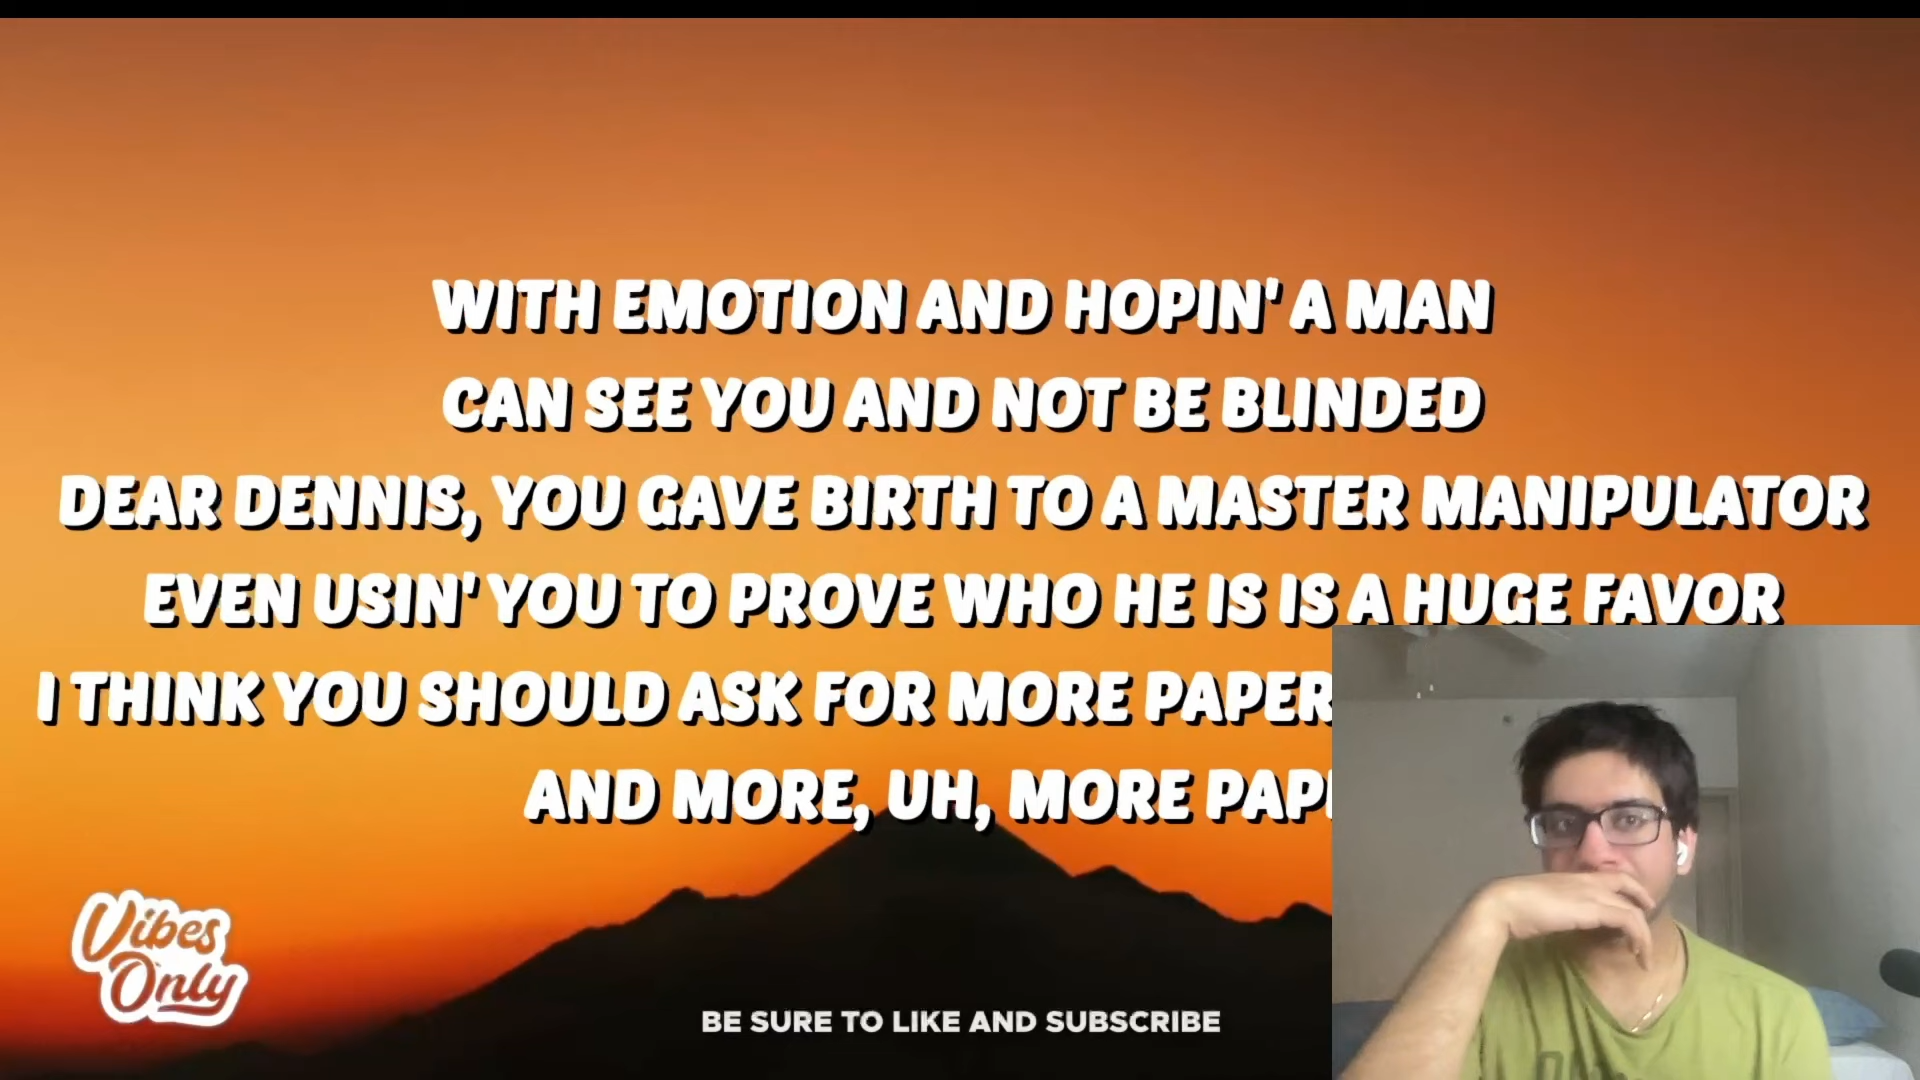 WITH EMOTION AND HOPIN' A MAN
CAN SEE YOU AND NOT BE BLINDED
DEAR DENNIS, YOU GAVE BIRTH TO A MASTER MANIPULATOR
EVEN USIN' YOU TO PROVE WHO HE IS IS A HUGE FAVOR
I THINK YOU SHOULD ASK FOR MORE PAPER
AND MORE, UH, MORE
Vibes
Only
BE SURE TO LIKE AND SUBSCRIBE